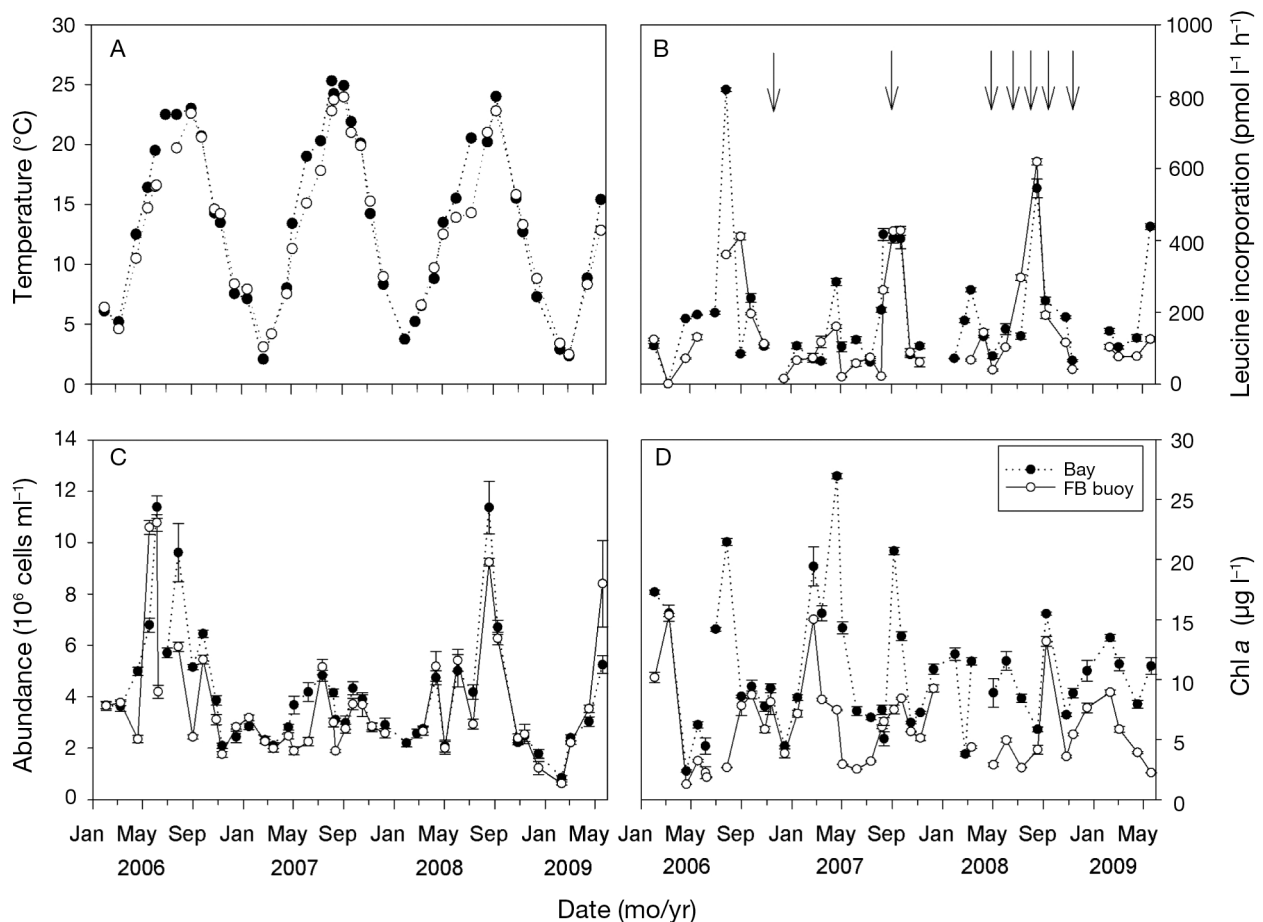 A
30
25
20
15
10
5
0
Temperature (°C)
B
1000
800
600
400
200
0
Leucine incorporation (pmol l⁻¹ h⁻¹)
C
14
12
10
8
6
4
2
0
Abundance (10⁶ cells ml⁻¹)
D
Bay
FB buoy
30
25
20
15
10
5
0
Chl a (µg l⁻¹)
Jan May Sep Jan May Sep Jan May Sep Jan May
2006 2007 2008 2009
Jan May Sep Jan May Sep Jan May Sep Jan May
2006 2007 2008 2009
Date (mo/yr)